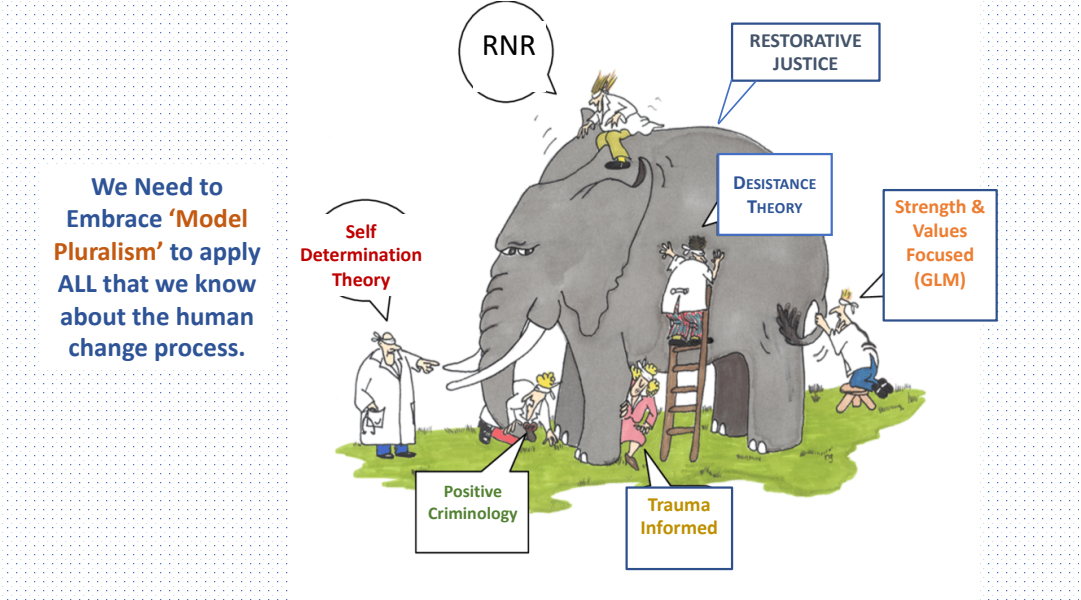 We Need to
Embrace ‘Model
Pluralism’ to apply
ALL that we know
about the human
change process.
RNR
RESTORATIVE
JUSTICE
DESISTANCE
THEORY
Strength &
Values
Focused
(GLM)
Self
Determination
Theory
Positive
Criminology
Trauma
Informed